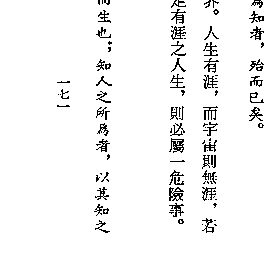 為知者，殆而已矣。
界。人生有涯，而宇宙則無涯，若
是有涯之人生，則必屬一危險事。
而生也；知人之所為者，以其知之
一七一